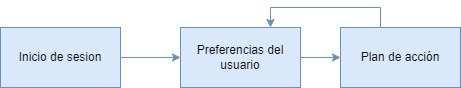 Inicio de sesion
Preferencias del
usuario
Plan de acción